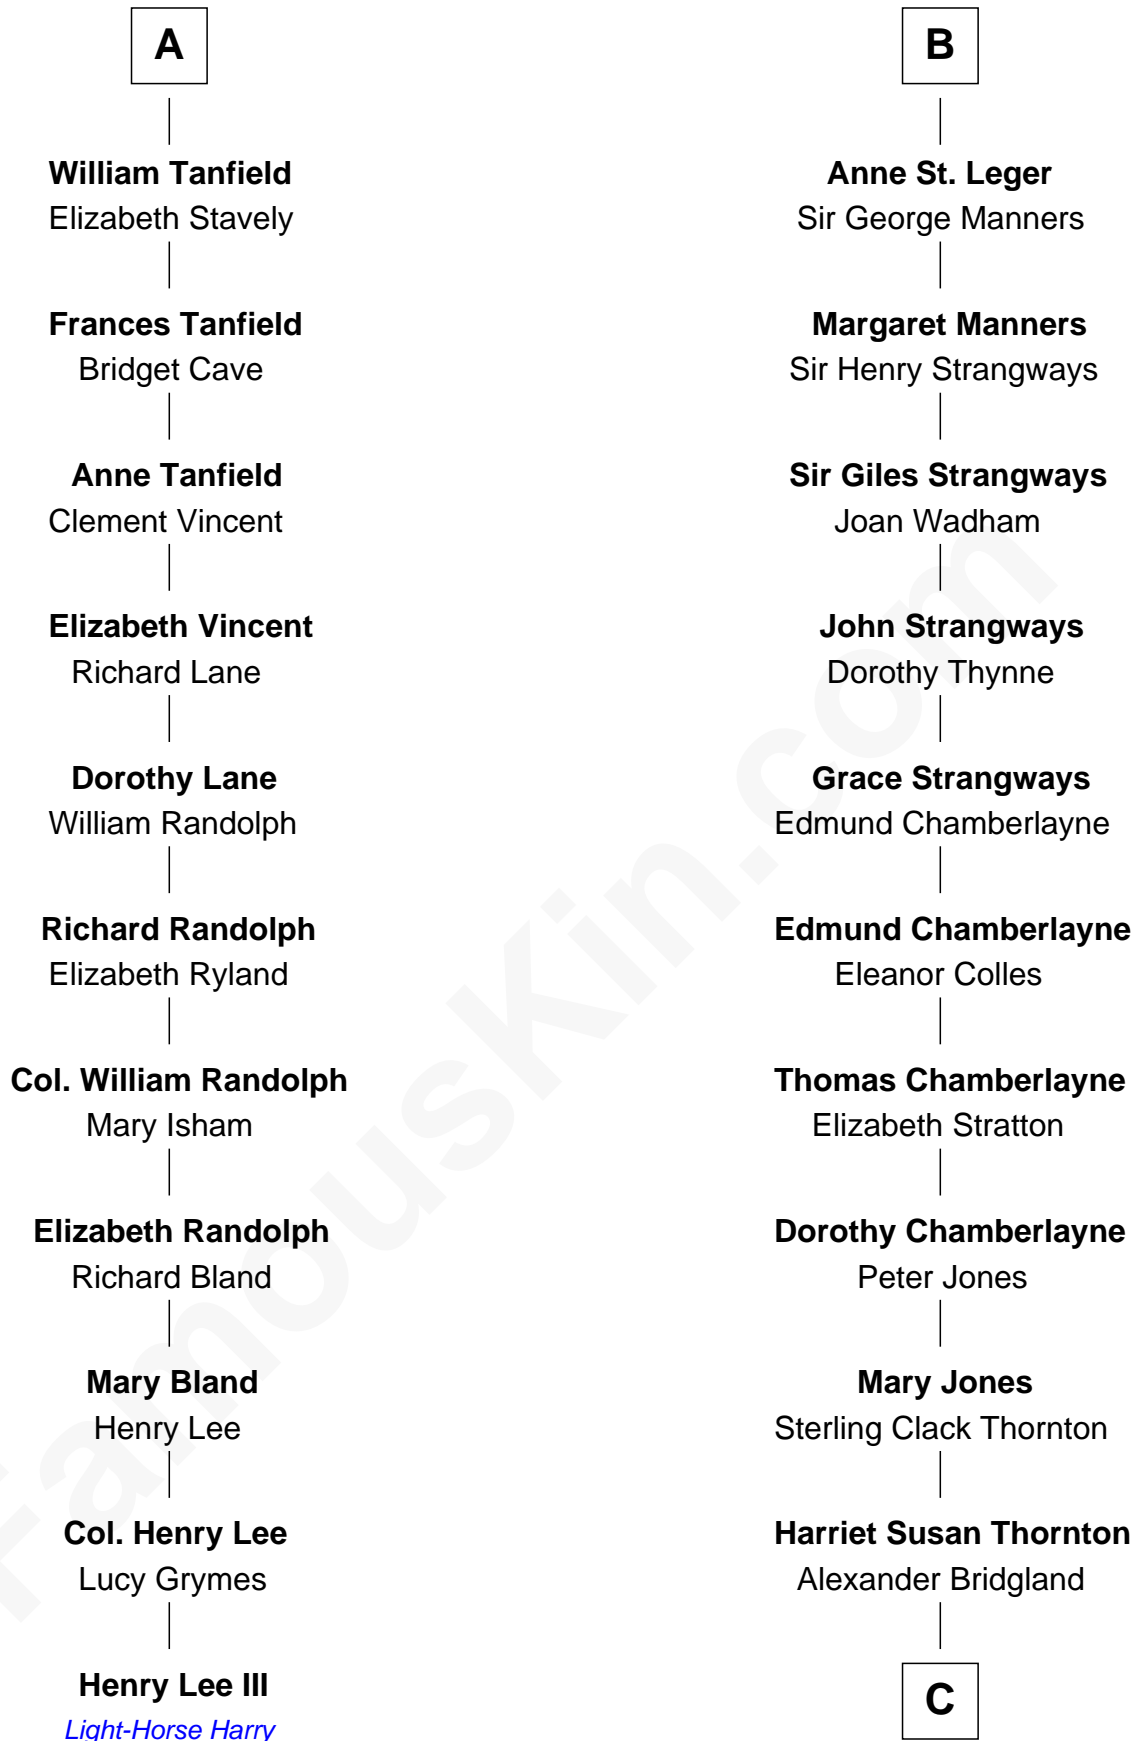 A
William Tanfield
Elizabeth Stavely
Frances Tanfield
Bridget Cave
Anne Tanfield
Clement Vincent
Elizabeth Vincent
Richard Lane
Dorothy Lane
William Randolph
Richard Randolph
Elizabeth Ryland
Col. William Randolph
Mary Isham
Elizabeth Randolph
Richard Bland
Mary Bland
Henry Lee
Col. Henry Lee
Lucy Grymes
Henry Lee III
Light-Horse Harry
B
Anne St. Leger
Sir George Manners
Margaret Manners
Sir Henry Strangways
Sir Giles Strangways
Joan Wadham
John Strangways
Dorothy Thynne
Grace Strangways
Edmund Chamberlayne
Edmund Chamberlayne
Eleanor Colles
Thomas Chamberlayne
Elizabeth Stratton
Dorothy Chamberlayne
Peter Jones
Mary Jones
Sterling Clack Thornton
Harriet Susan Thornton
Alexander Bridgland
C
FamousKin.com